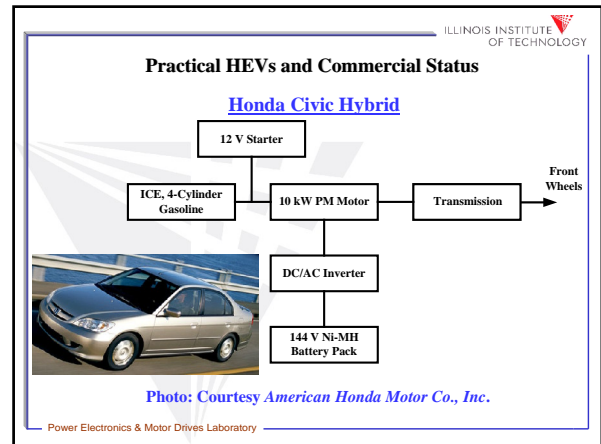 ILLINOIS INSTITUTE
OF TECHNOLOGY
Practical HEVs and Commercial Status
Honda Civic Hybrid
12 V Starter
ICE, 4-Cylinder
Gasoline
10 kW PM Motor
Transmission
Front
Wheels
DC/AC Inverter
144 V Ni-MH
Battery Pack
Photo: Courtesy American Honda Motor Co., Inc.
Power Electronics & Motor Drives Laboratory